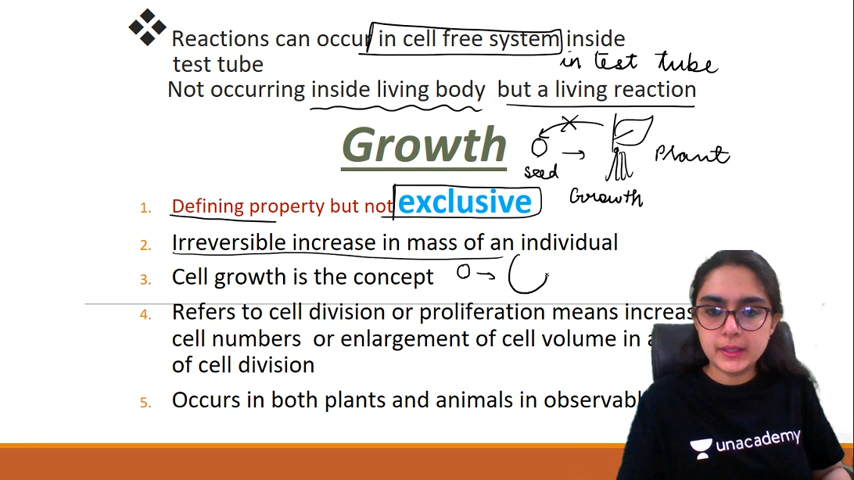 Reactions can occur in cell free system inside
in test tube
test tube
Not occurring inside living body but a living reaction
Growth
seed
Plant
Growth
1. Defining property but not exclusive
2. Irreversible increase in mass of an individual
3. Cell growth is the concept
4. Refers to cell division or proliferation means increas
cell numbers or enlargement of cell volume in a
of cell division
5. Occurs in both plants and animals in observabl
unacademy